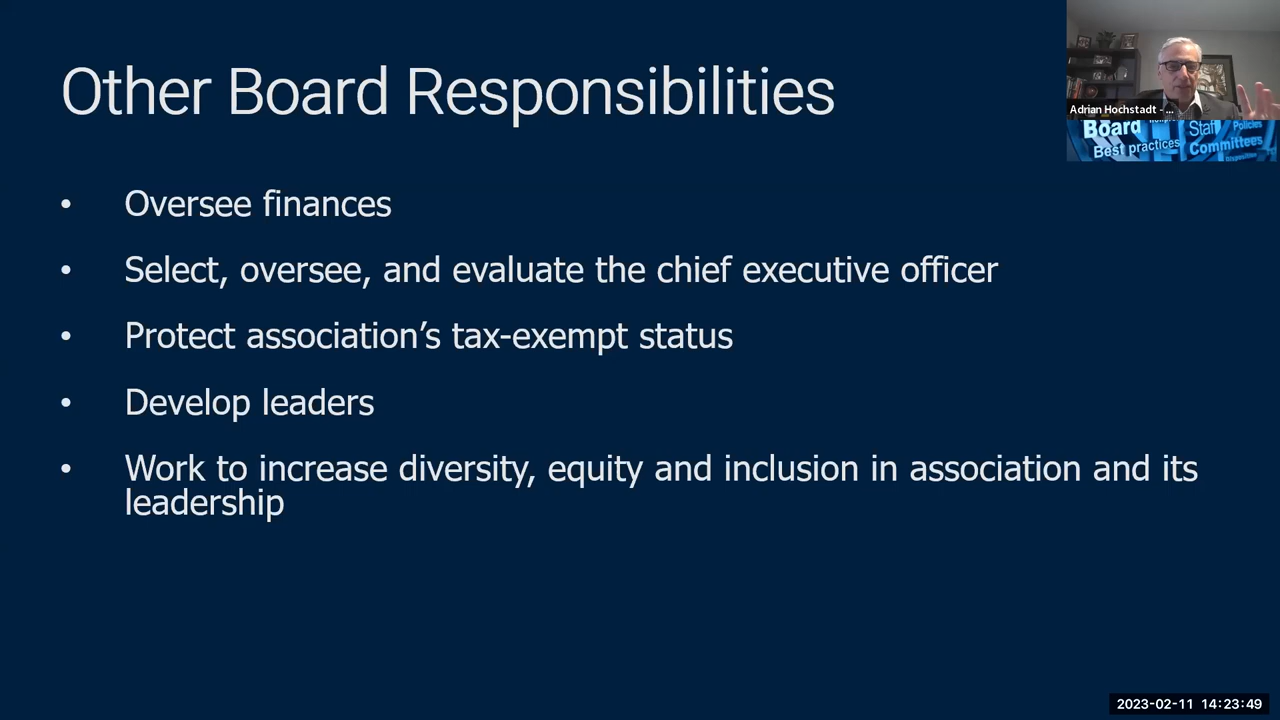 Other Board Responsibilities
Adrian Hochstadt - ...
Board
Staff
Policies
Best practices
Committees
• Oversee finances
• Select, oversee, and evaluate the chief executive officer
• Protect association’s tax-exempt status
• Develop leaders
• Work to increase diversity, equity and inclusion in association and its
leadership
2023-02-11 14:23:49